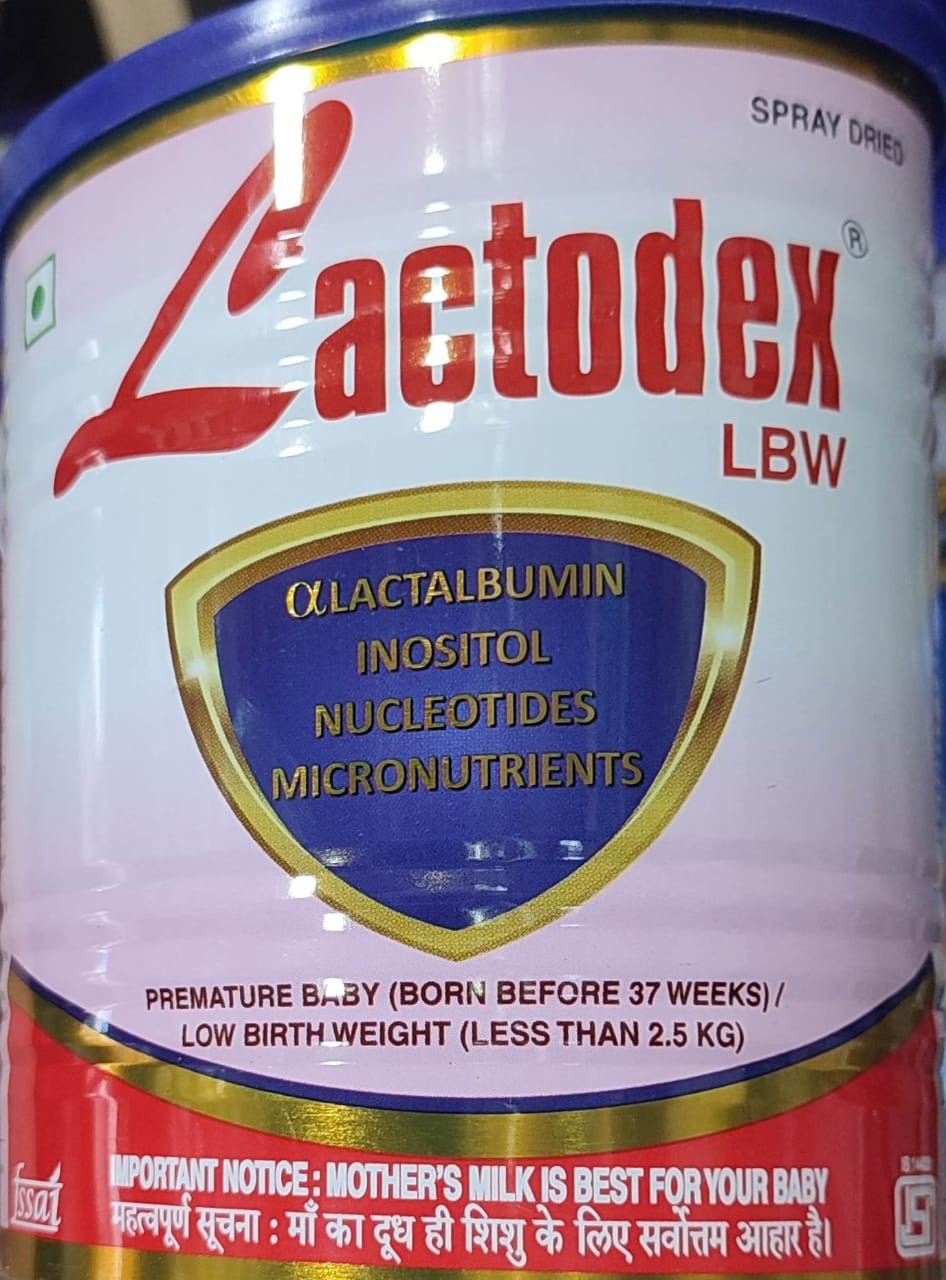 SPRAY DRIED
Lactodex®
LBW
αLACTALBUMIN
INOSITOL
NUCLEOTIDES
MICRONUTRIENTS
PREMATURE BABY (BORN BEFORE 37 WEEKS) /
LOW BIRTH WEIGHT (LESS THAN 2.5 KG)
IMPORTANT NOTICE : MOTHER'S MILK IS BEST FOR YOUR BABY
महत्वपूर्ण सूचना : माँ का दूध ही शिशु के लिए सर्वोत्तम आहार है।
fssai